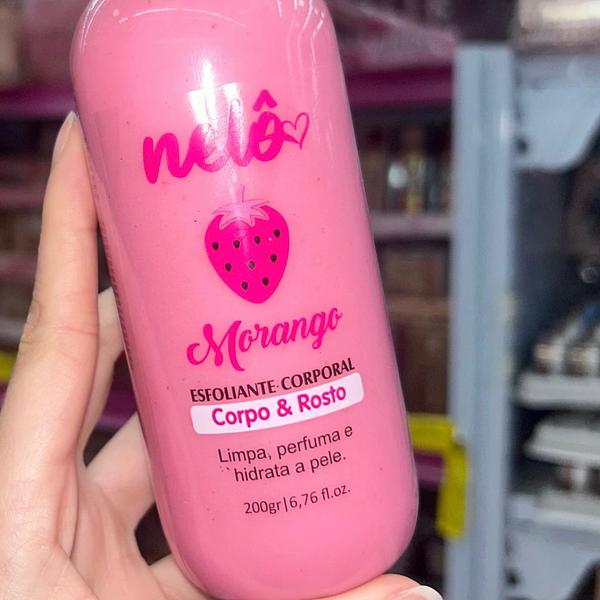 nelô
Morango
ESFOLIANTE CORPORAL
Corpo & Rosto
Limpa, perfuma e
hidrata a pele.
200gr|6,76 fl.oz.